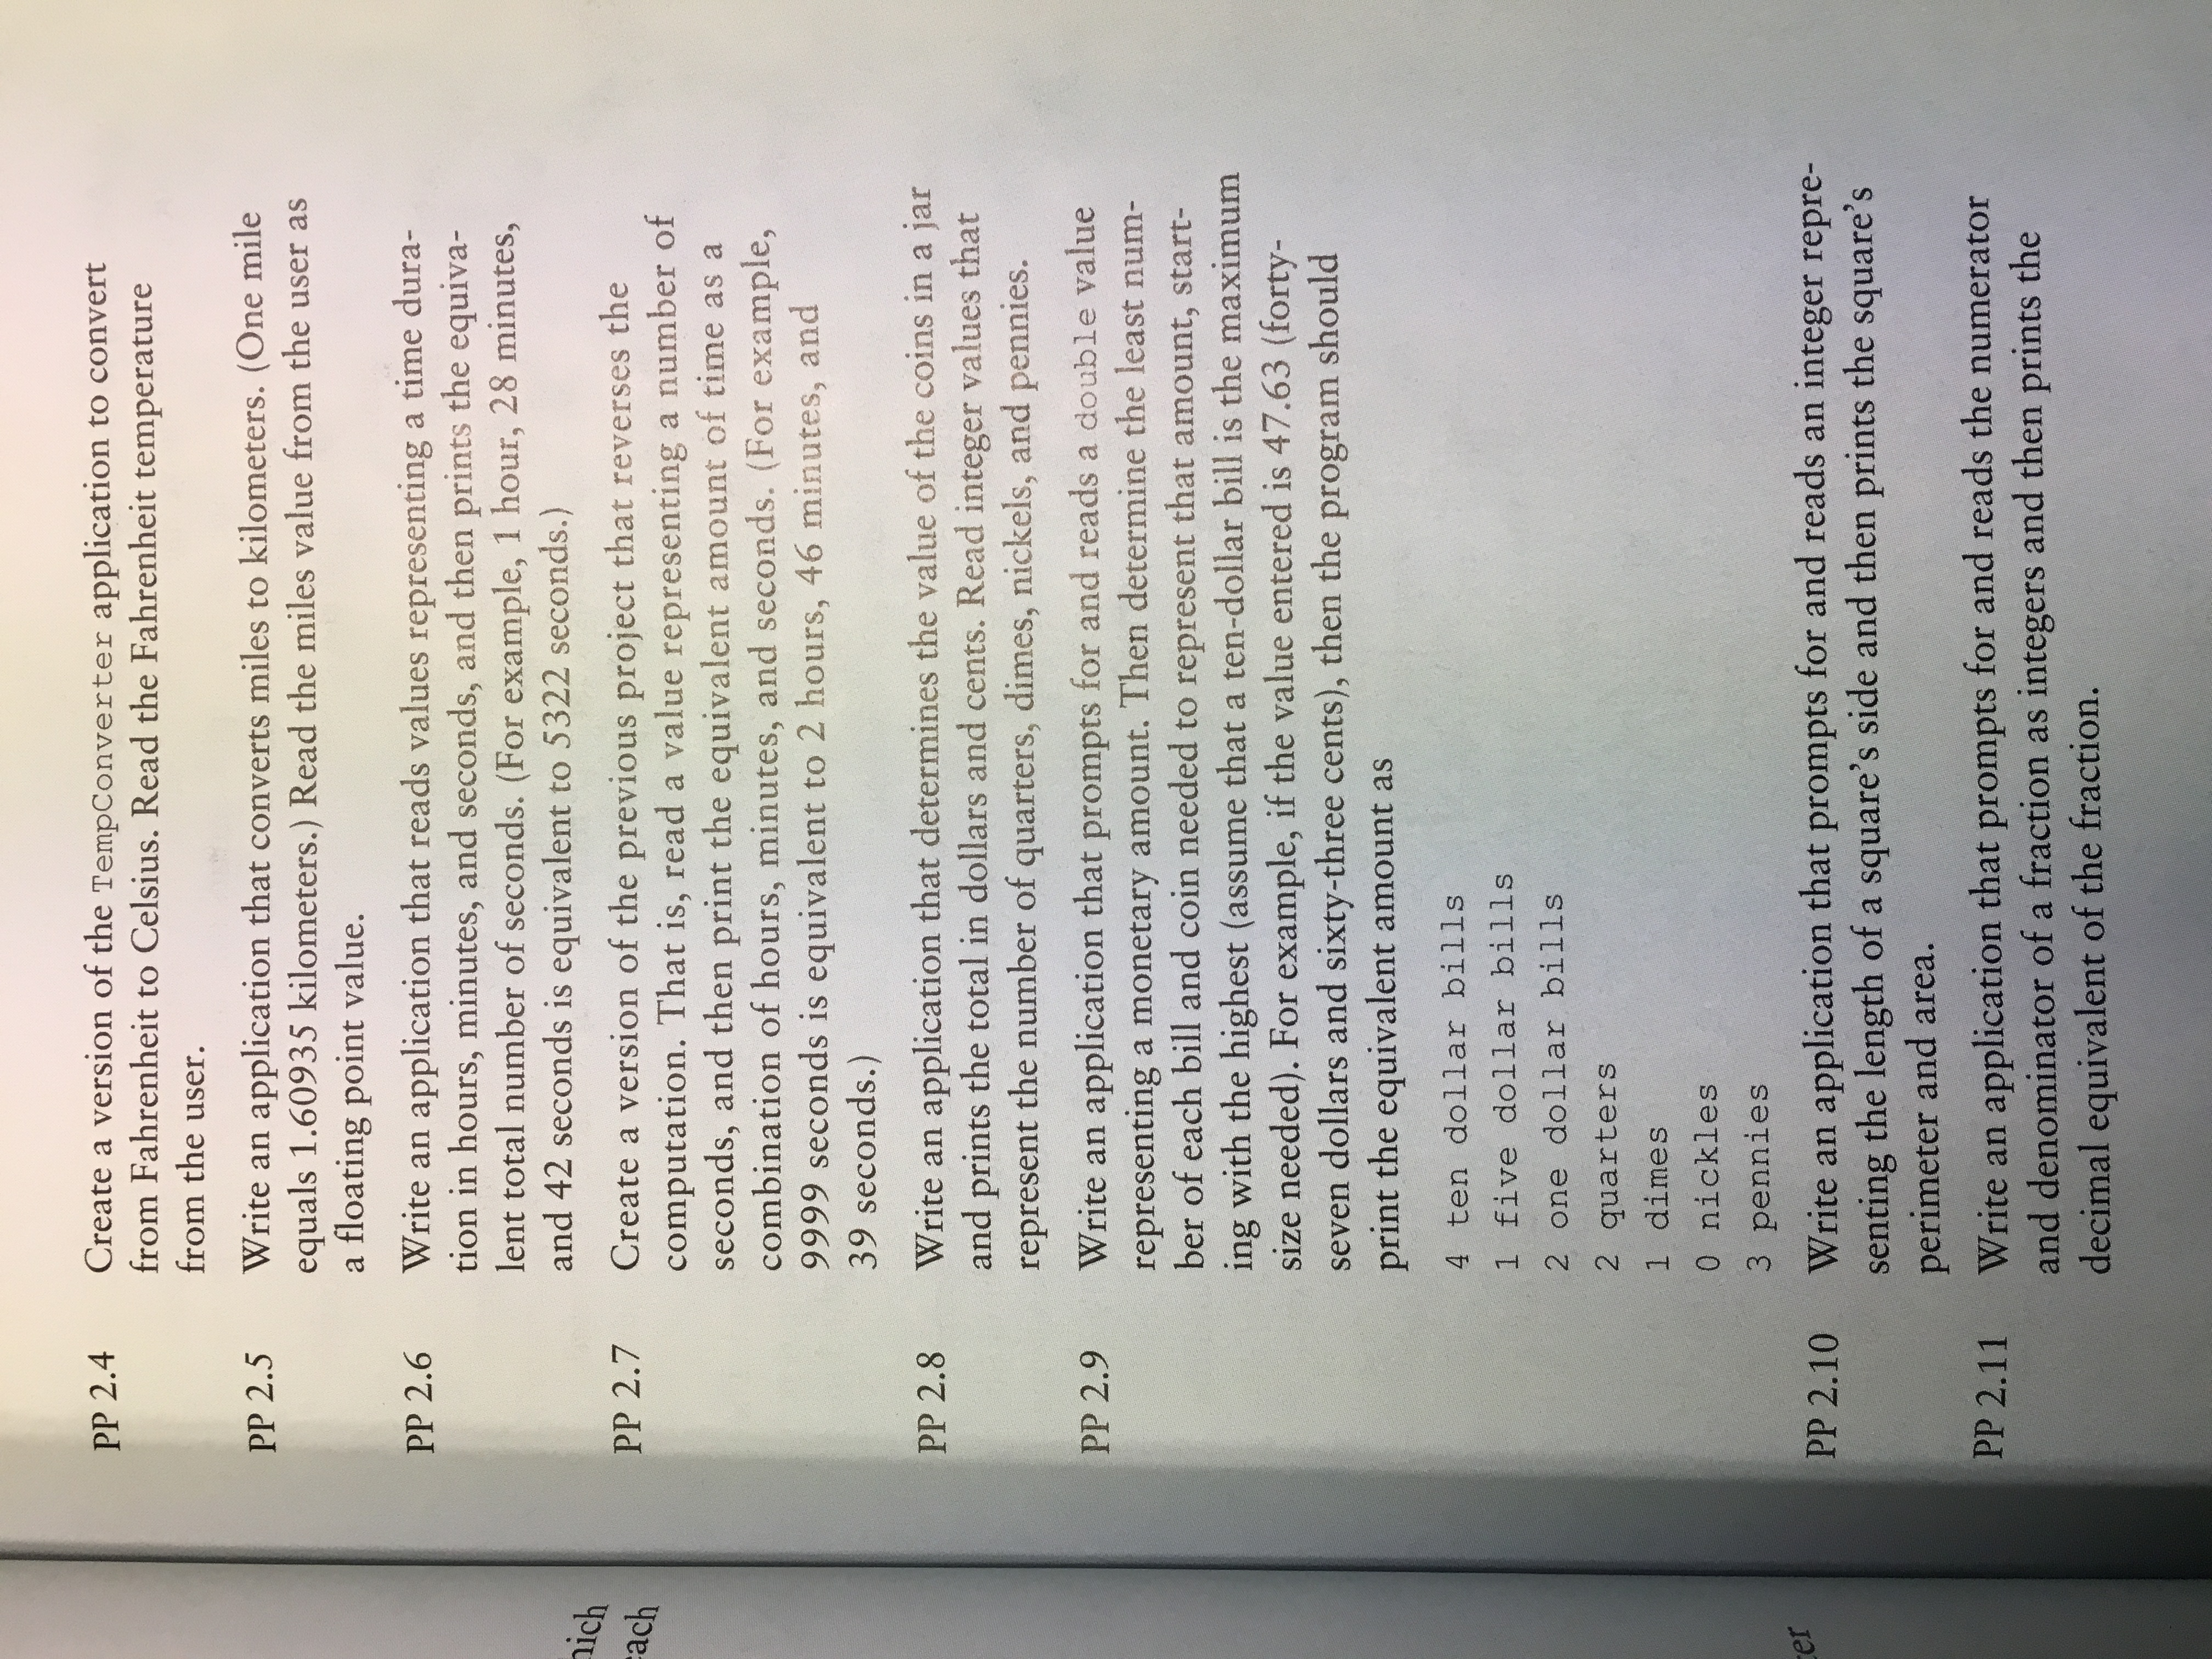 PP 2.4 Create a version of the TempConverter application to convert
from Fahrenheit to Celsius. Read the Fahrenheit temperature
from the user.
PP 2.5 Write an application that converts miles to kilometers. (One mile
equals 1.60935 kilometers.) Read the miles value from the user as
a floating point value.
PP 2.6 Write an application that reads values representing a time dura-
tion in hours, minutes, and seconds, and then prints the equiva-
lent total number of seconds. (For example, 1 hour, 28 minutes,
and 42 seconds is equivalent to 5322 seconds.)
PP 2.7 Create a version of the previous project that reverses the
computation. That is, read a value representing a number of
seconds, and then print the equivalent amount of time as a
combination of hours, minutes, and seconds. (For example,
9999 seconds is equivalent to 2 hours, 46 minutes, and
39 seconds.)
PP 2.8 Write an application that determines the value of the coins in a jar
and prints the total in dollars and cents. Read integer values that
represent the number of quarters, dimes, nickels, and pennies.
PP 2.9 Write an application that prompts for and reads a double value
representing a monetary amount. Then determine the least num-
ber of each bill and coin needed to represent that amount, start-
ing with the highest (assume that a ten-dollar bill is the maximum
size needed). For example, if the value entered is 47.63 (forty-
seven dollars and sixty-three cents), then the program should
print the equivalent amount as
4 ten dollar bills
1 five dollar bills
2 one dollar bills
2 quarters
1 dimes
0 nickles
3 pennies
PP 2.10 Write an application that prompts for and reads an integer repre-
senting the length of a square's side and then prints the square's
perimeter and area.
PP 2.11 Write an application that prompts for and reads the numerator
and denominator of a fraction as integers and then prints the
decimal equivalent of the fraction.